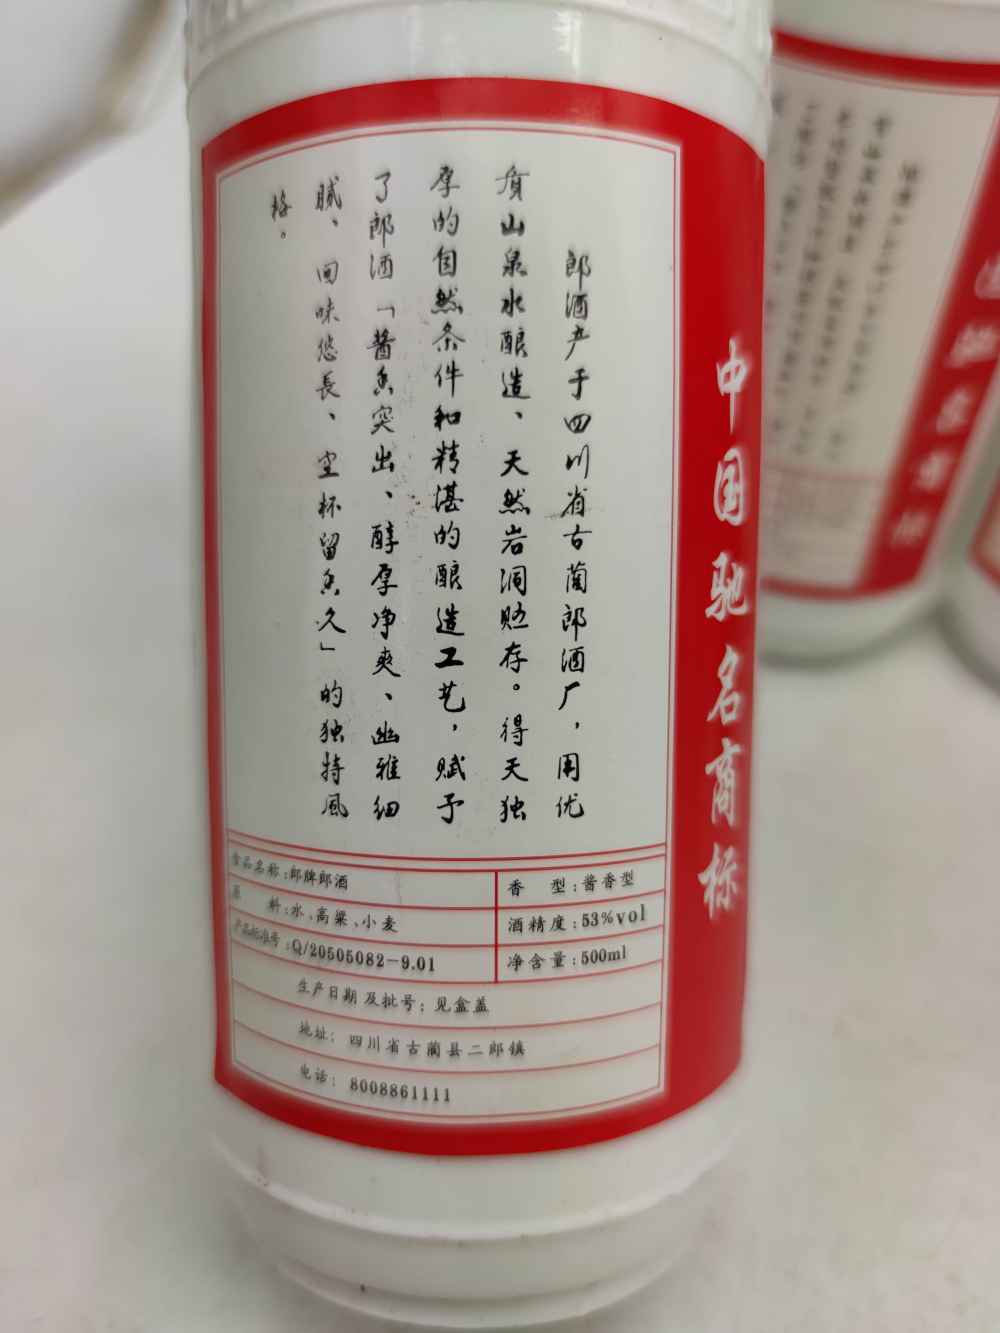 郎酒产于四川省古蔺郎酒厂，用优
质山泉水酿造、天然岩洞贮存。得天独
厚的自然条件和精湛的酿造工艺，赋予
了郎酒「酱香突出、醇厚净爽、幽雅细
腻、回味悠長、空杯留香久」的独特風
格。
中国驰名商标
食品名称：郎牌郎酒
香 型：酱香型
原 料：水、高粱、小麦
酒精度：53%vol
产品标准号：Q/20505082-9.01
净含量：500ml
生产日期及批号：见盒盖
地址：四川省古蔺县二郎镇
电话：8008861111